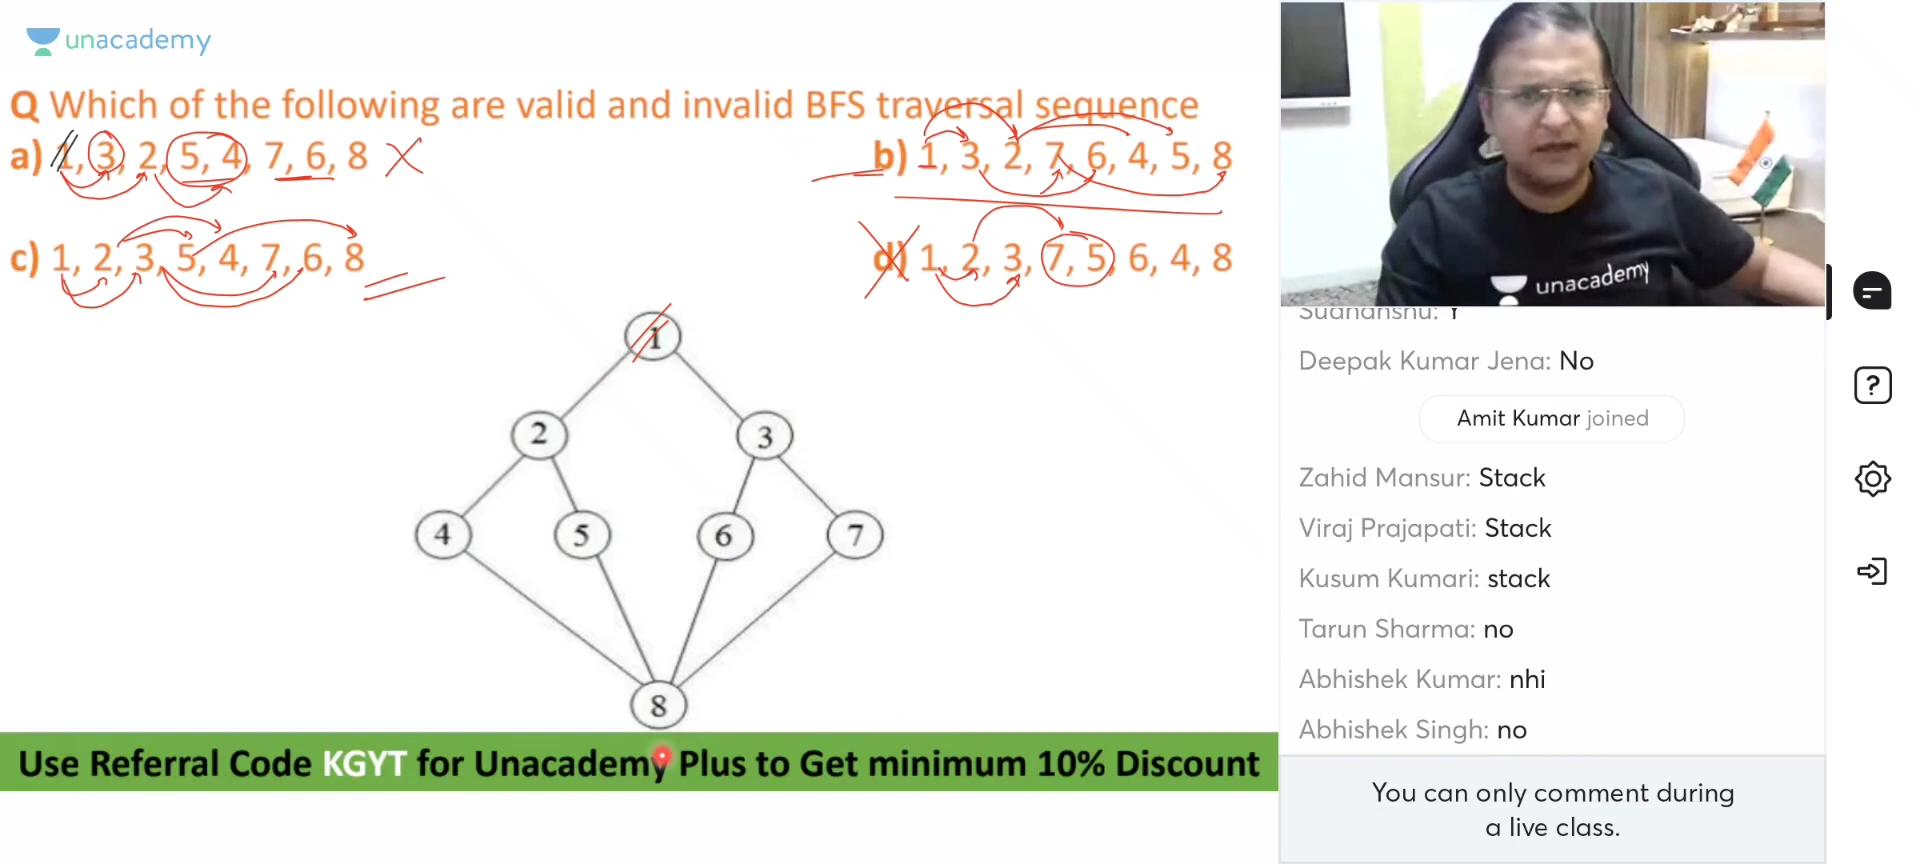 unacademy
Q Which of the following are valid and invalid BFS traversal sequence
a) 1, 3, 2, 5, 4, 7, 6, 8
b) 1, 3, 2, 7, 6, 4, 5, 8
c) 1, 2, 3, 5, 4, 7, 6, 8
d) 1, 2, 3, 7, 5, 6, 4, 8
1
2
3
4
5
6
7
8
Use Referral Code KGYT for Unacademy Plus to Get minimum 10% Discount
unacademy
Sudhanshu: Y
Deepak Kumar Jena: No
Amit Kumar joined
Zahid Mansur: Stack
Viraj Prajapati: Stack
Kusum Kumari: stack
Tarun Sharma: no
Abhishek Kumar: nhi
Abhishek Singh: no
You can only comment during
a live class.
?